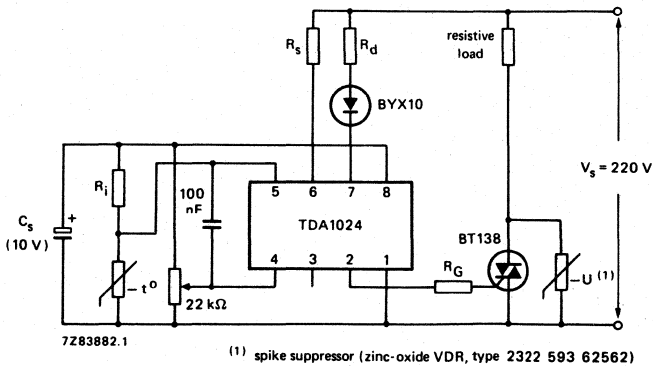 Rs
Rd
resistive
load
BYX10
Vs = 220 V
Ri
100
nF
5 6 7 8
TDA1024
Cs
+
(10 V)
BT138
4 3 2 1
RG
–U (1)
–t°
22 kΩ
7Z83882.1
(1) spike suppressor (zinc-oxide VDR, type 2322 593 62562)